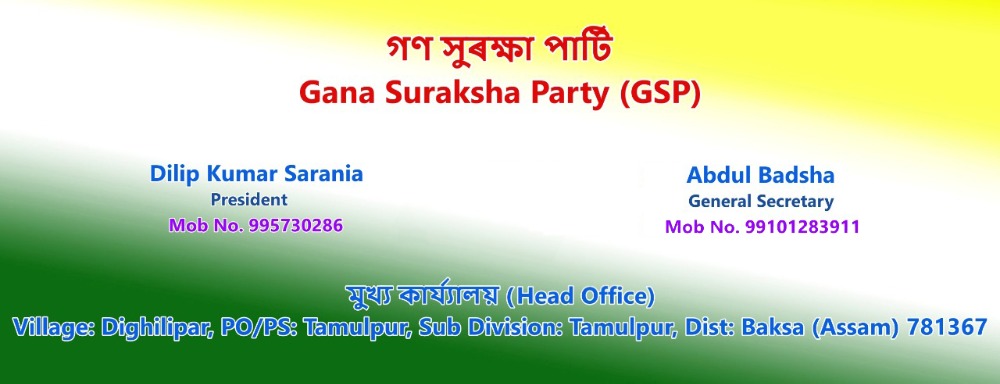 গণ সুৰক্ষা পাৰ্টি
Gana Suraksha Party (GSP)
Dilip Kumar Sarania
President
Mob No. 995730286
Abdul Badsha
General Secretary
Mob No. 99101283911
মুখ্য কাৰ্য্যালয় (Head Office)
Village: Dighilipar, PO/PS: Tamulpur, Sub Division: Tamulpur, Dist: Baksa (Assam) 781367